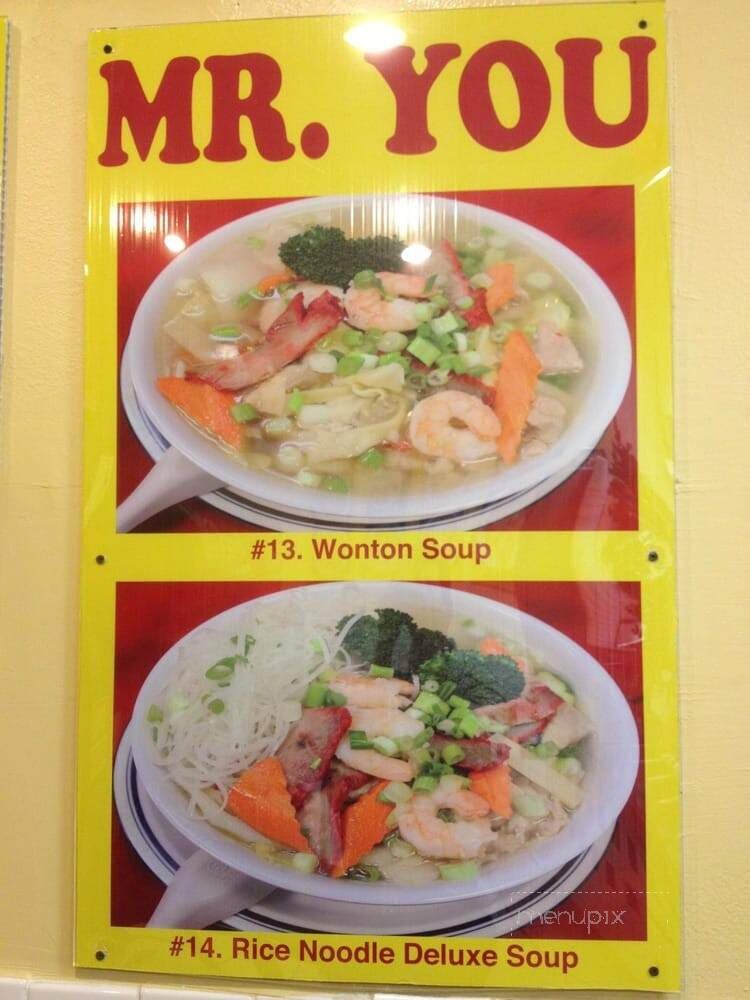 MR. YOU
#13. Wonton Soup
menupix
#14. Rice Noodle Deluxe Soup